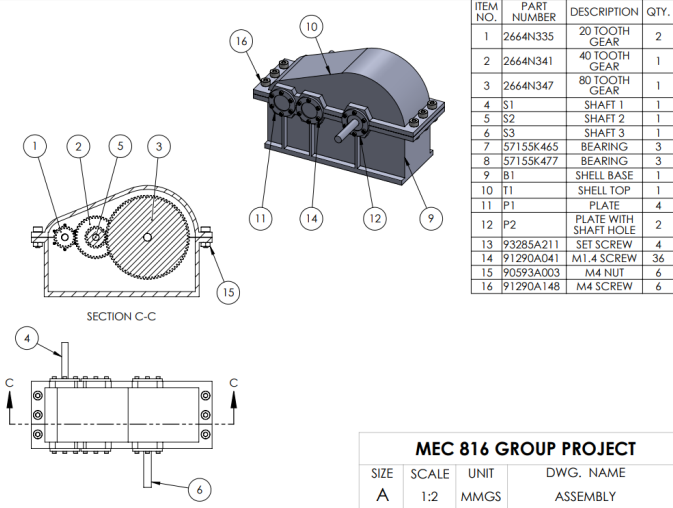 ITEM NO. PART NUMBER DESCRIPTION QTY.
1 2664N335 20 TOOTH GEAR 2
2 2664N341 40 TOOTH GEAR 1
3 2664N347 80 TOOTH GEAR 1
4 S1 SHAFT 1 1
5 S2 SHAFT 2 1
6 S3 SHAFT 3 1
7 57155K465 BEARING 3
8 57155K477 BEARING 3
9 B1 SHELL BASE 1
10 T1 SHELL TOP 1
11 P1 PLATE 4
12 P2 PLATE WITH SHAFT HOLE 2
13 93285A211 SET SCREW 4
14 91290A041 M1.4 SCREW 36
15 90593A003 M4 NUT 6
16 91290A148 M4 SCREW 6
10
16
11
14
12
9
1
2
5
3
15
SECTION C-C
4
C
C
6
MEC 816 GROUP PROJECT
SIZE SCALE UNIT DWG. NAME
A 1:2 MMGS ASSEMBLY